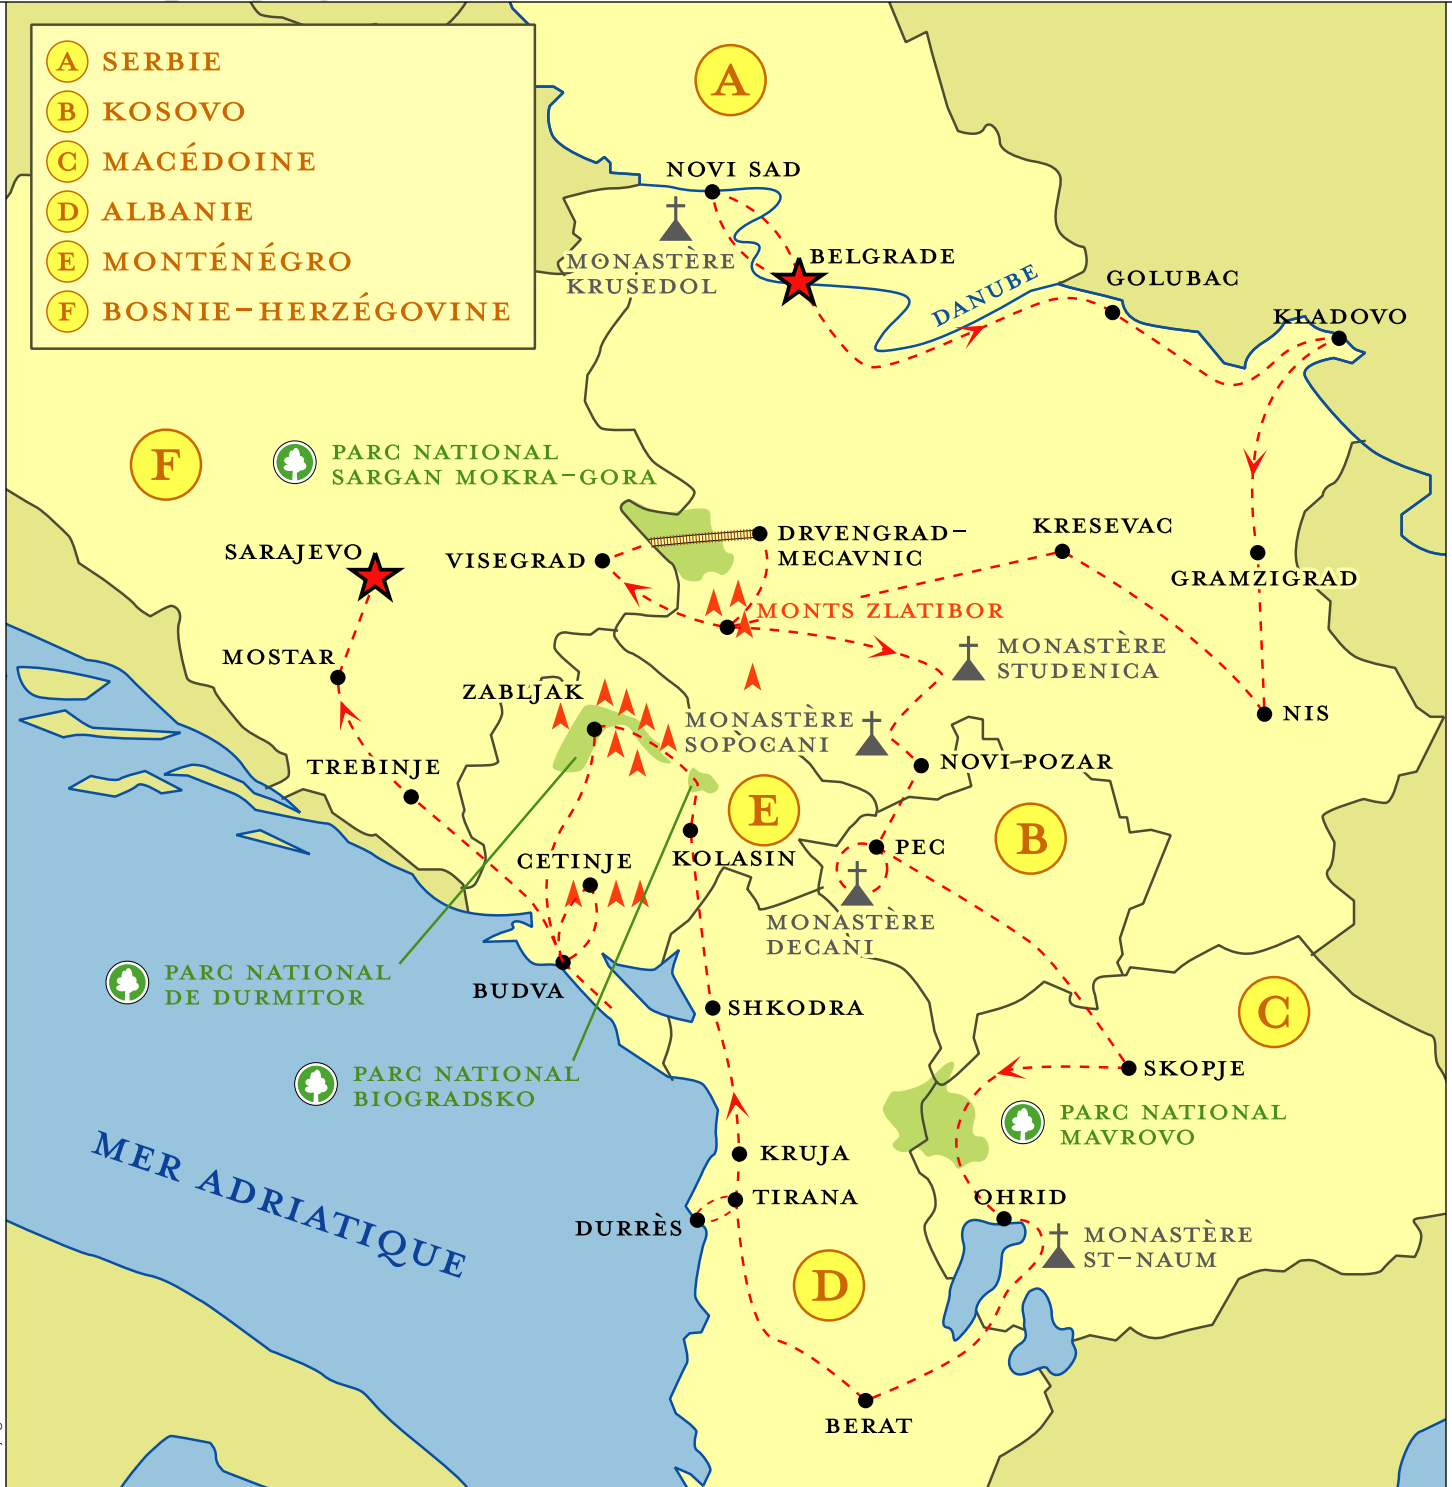 A SERBIE
B KOSOVO
C MACÉDOINE
D ALBANIE
E MONTÉNÉGRO
F BOSNIE-HERZÉGOVINE
A
NOVI SAD
MONASTÈRE
KRUSEDOL
BELGRADE
DANUBE
GOLUBAC
KLADOVO
F
PARC NATIONAL
SARGAN MOKRA-GORA
SARAJEVO
VISEGRAD
DRVENGRAD-
MECAVNIC
KRESEVAC
GRAMZIGRAD
MONTS ZLATIBOR
MONASTÈRE
STUDENICA
MOSTAR
ZABLJAK
MONASTÈRE
SOPOCANI
NIS
TREBINJE
NOVI-POZAR
E
B
CETINJE
KOLASIN
PEC
MONASTÈRE
DECANI
PARC NATIONAL
DE DURMITOR
BUDVA
SHKODRA
C
PARC NATIONAL
BIOGRADSKO
SKOPJE
PARC NATIONAL
MAVROVO
MER ADRIATIQUE
KRUJA
TIRANA
DURRÈS
OHRID
MONASTÈRE
ST-NAUM
D
BERAT